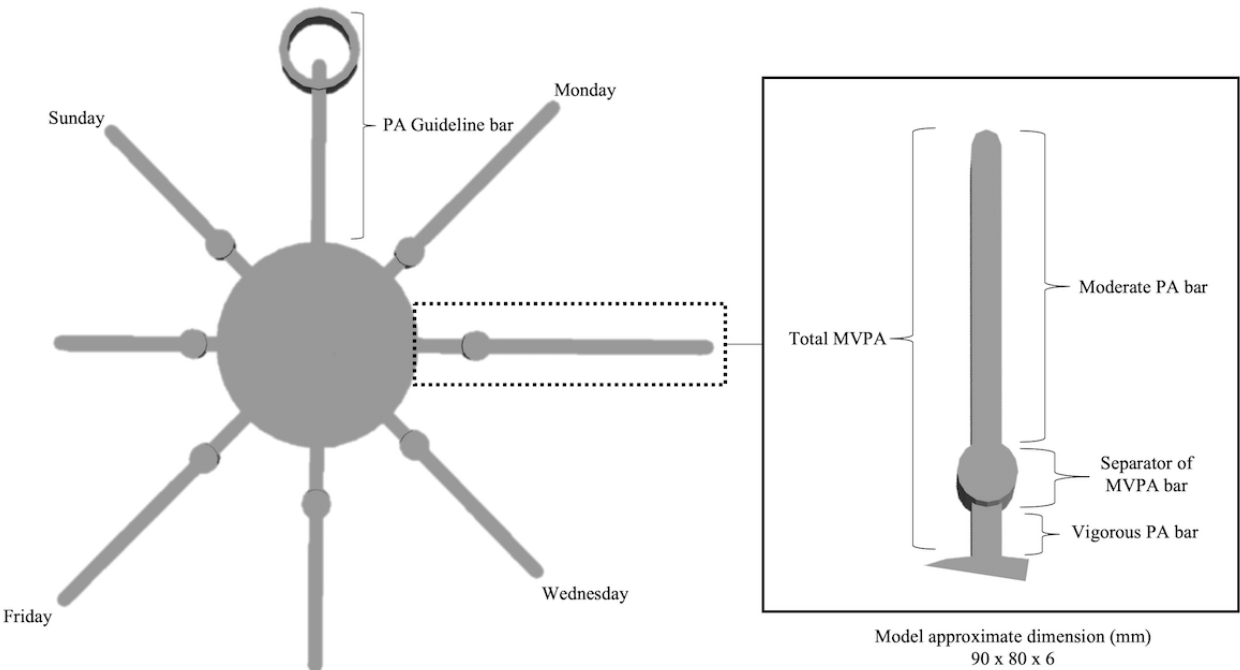 Monday
Sunday
PA Guideline bar
Moderate PA bar
Total MVPA
Separator of
MVPA bar
Vigorous PA bar
Wednesday
Friday
Model approximate dimension (mm)
90 x 80 x 6